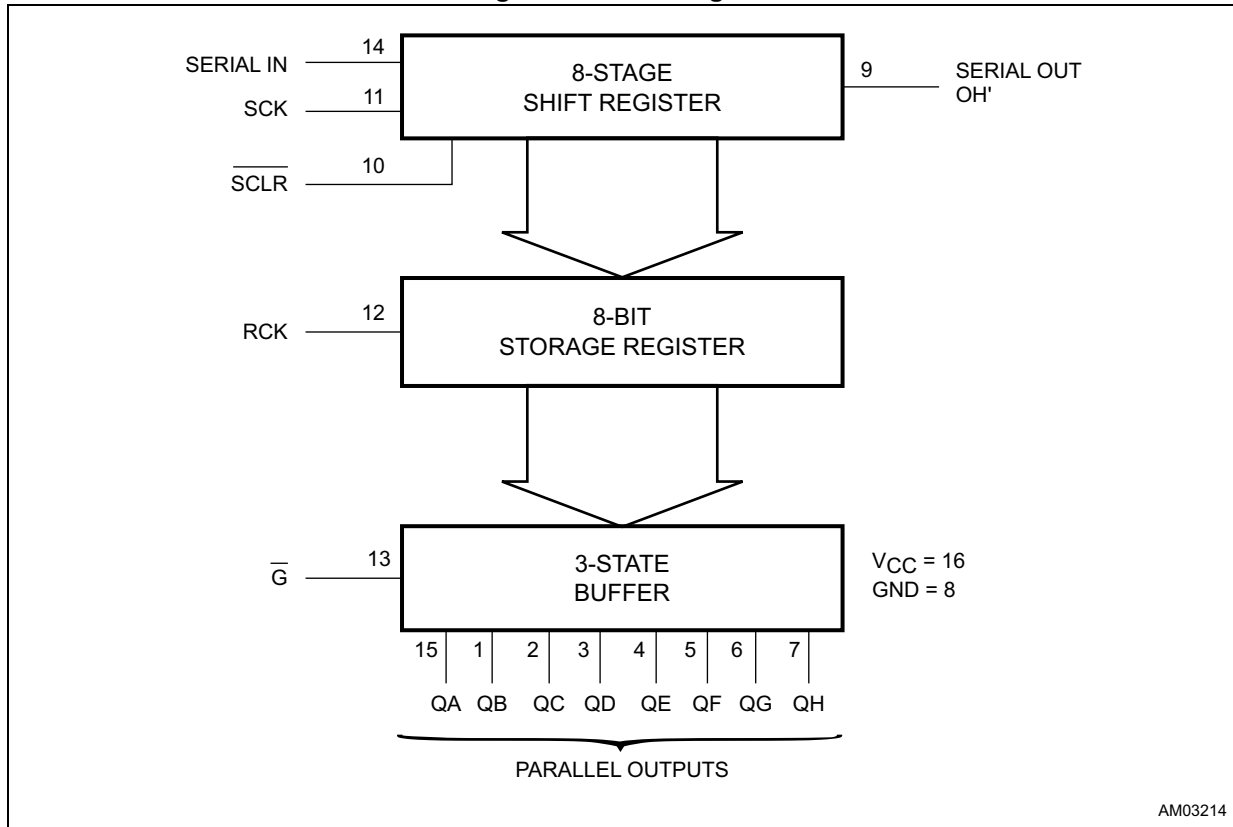 14
SERIAL IN
8-STAGE
SHIFT REGISTER
9
SERIAL OUT
OH'
11
SCK
10
SCLR
12
RCK
8-BIT
STORAGE REGISTER
13
G
3-STATE
BUFFER
VCC = 16
GND = 8
15 1 2 3 4 5 6 7
QA QB QC QD QE QF QG QH
PARALLEL OUTPUTS
AM03214